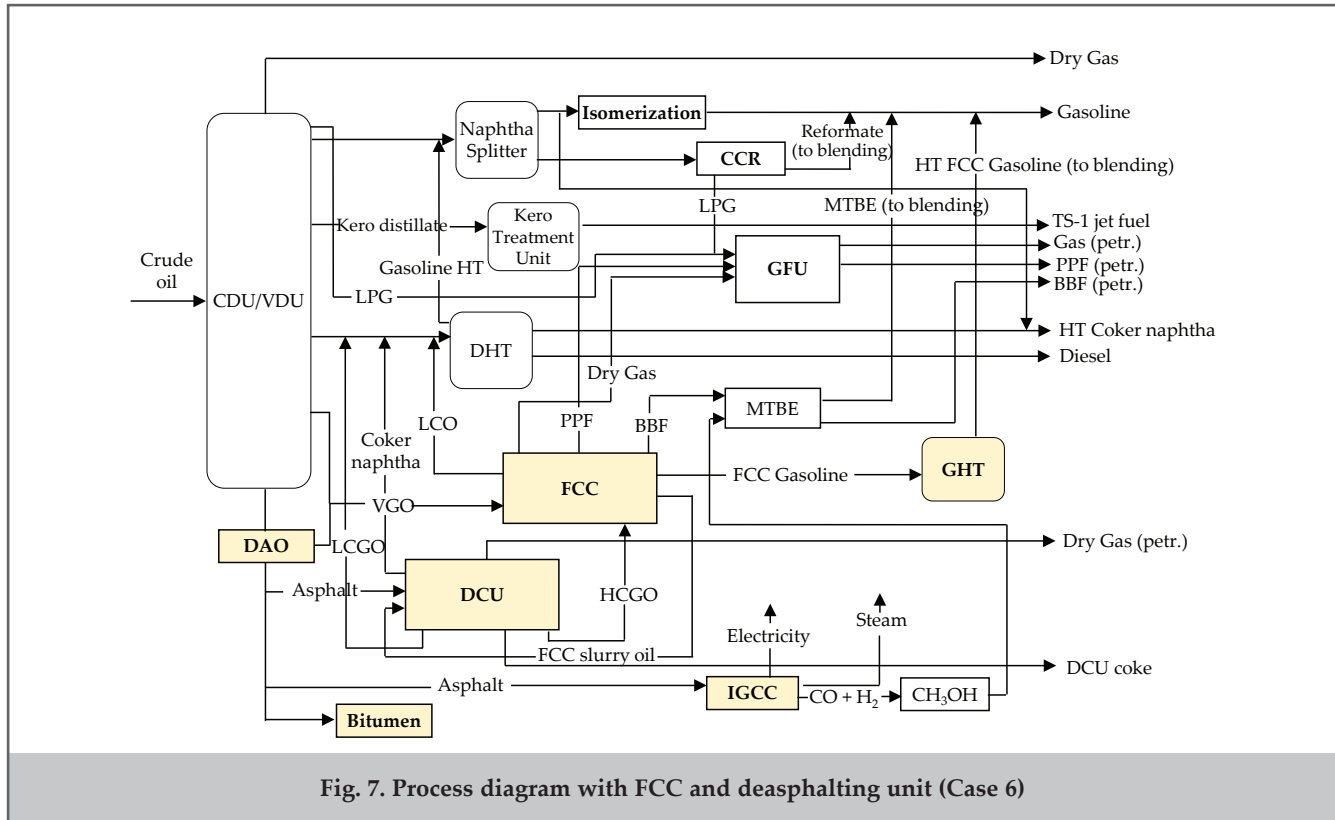 Dry Gas
Isomerization
Gasoline
Naphtha
Splitter
Reformate
(to blending)
CCR
HT FCC Gasoline (to blending)
LPG
MTBE (to blending)
Kero distillate
Kero
Treatment
Unit
TS-1 jet fuel
Gas (petr.)
PPF (petr.)
BBF (petr.)
Crude
oil
CDU/VDU
Gasoline HT
LPG
GFU
HT Coker naphtha
DHT
Diesel
Dry Gas
MTBE
LCO
PPF
BBF
Coker
naphtha
FCC
FCC Gasoline
GHT
VGO
DAO
LCGO
Dry Gas (petr.)
Asphalt
DCU
HCGO
Electricity
Steam
FCC slurry oil
DCU coke
Asphalt
IGCC
CO + H₂
CH₃OH
Bitumen
Fig. 7. Process diagram with FCC and deasphalting unit (Case 6)